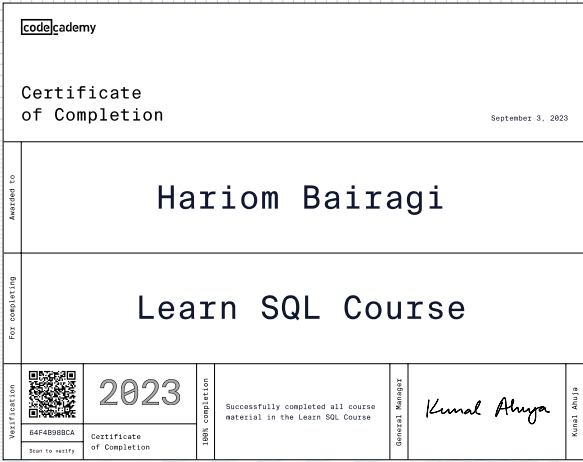 codecademy
Certificate
of Completion
September 3, 2023
Awarded to
Hariom Bairagi
For completing
Learn SQL Course
Verification
64F4B98BCA
Scan to verify
2023
Certificate
of Completion
100% completion
Successfully completed all course
material in the Learn SQL Course
General Manager
Kunal Ahuja
Kunal Ahuja